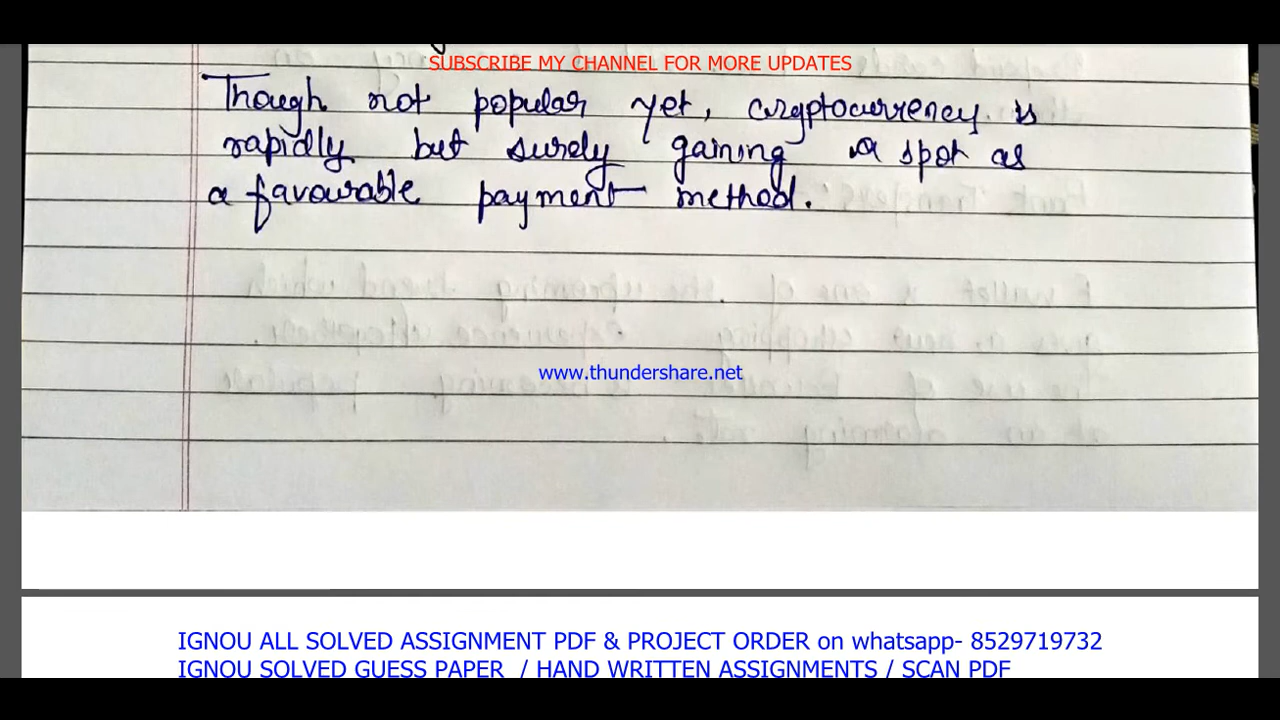 SUBSCRIBE MY CHANNEL FOR MORE UPDATES
Though not popular yet, cryptocurrency is
rapidly but surely gaining a spot as
a favourable payment method.
www.thundershare.net
IGNOU ALL SOLVED ASSIGNMENT PDF & PROJECT ORDER on whatsapp- 8529719732
IGNOU SOLVED GUESS PAPER / HAND WRITTEN ASSIGNMENTS / SCAN PDF